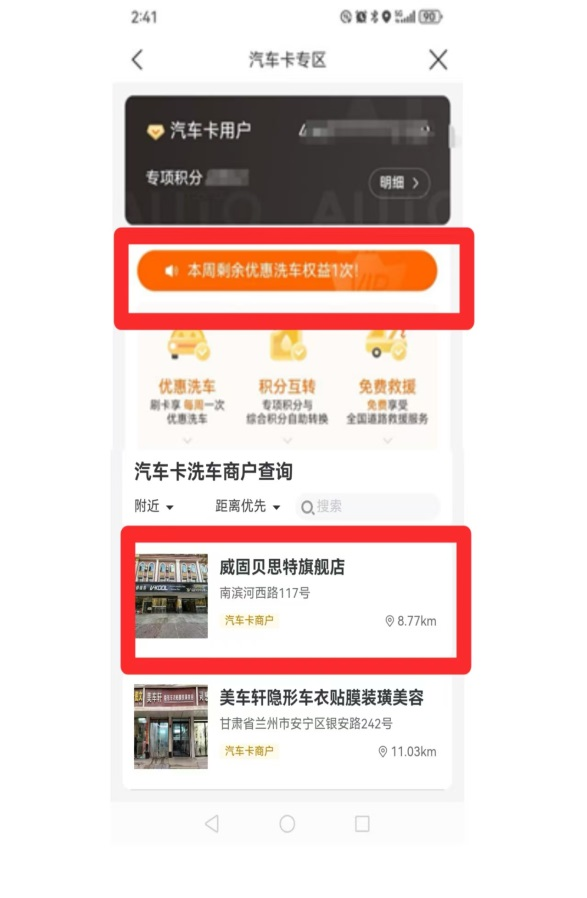 2:41
5G
90
汽车卡专区
汽车卡用户
专项积分
明细
AUTO
本周剩余优惠洗车权益1次!
VIP
优惠洗车
积分互转
免费救援
刷卡享 每周一次
优惠洗车
专项积分与
综合积分自助转换
免费享受
全国道路救援服务
汽车卡洗车商户查询
附近
距离优先
搜索
威固贝思特旗舰店
南滨河西路117号
汽车卡商户
8.77km
V-KOOL
美车轩隐形车衣贴膜装璜美容
甘肃省兰州市安宁区银安路242号
汽车卡商户
11.03km
美车轩